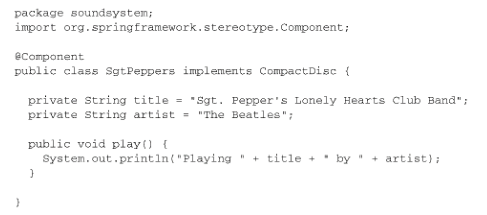 package soundsystem;
import org.springframework.stereotype.Component;
@Component
public class SgtPeppers implements CompactDisc {
private String title = "Sgt. Pepper's Lonely Hearts Club Band";
private String artist = "The Beatles";
public void play() {
System.out.println("Playing " + title + " by " + artist);
}
}